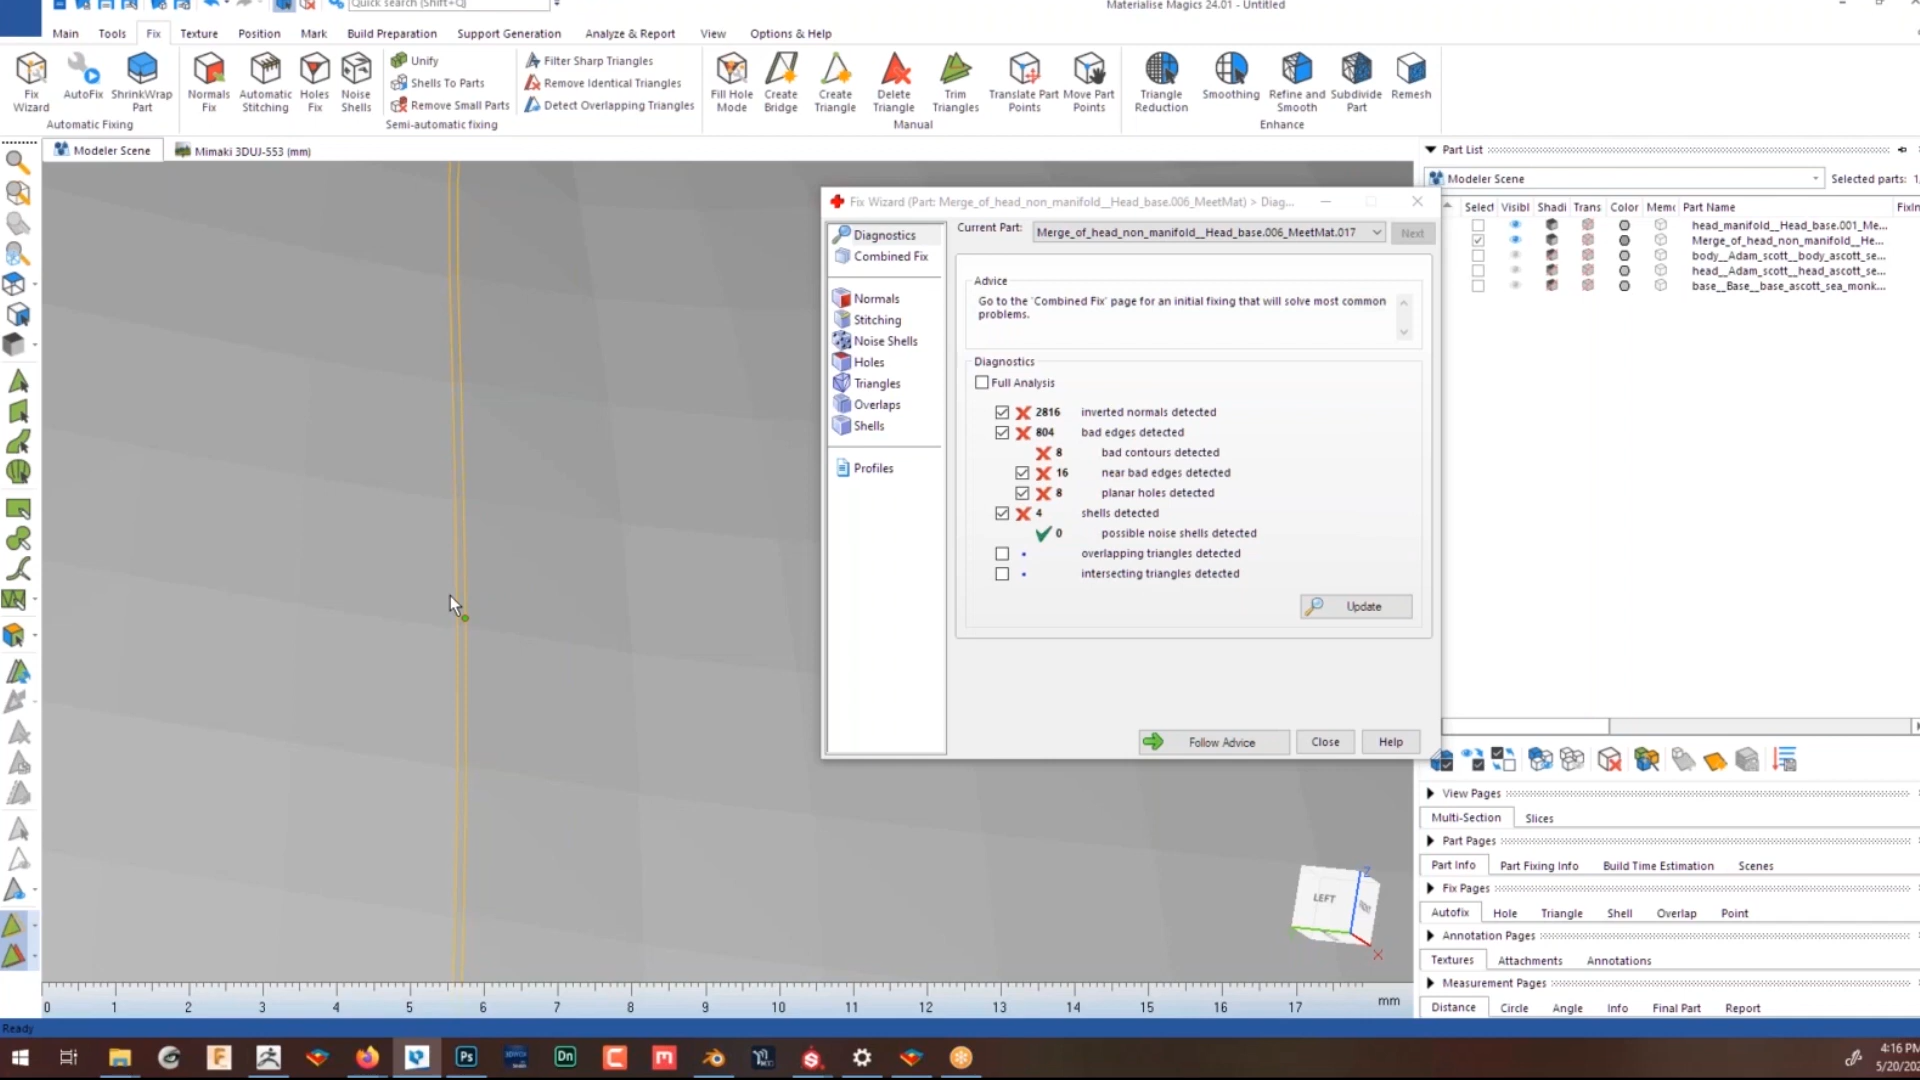 Quick search (Shift+Q)
Materialise Magics 24.01 - Untitled
Main Tools Fix Texture Position Mark Build Preparation Support Generation Analyze & Report View Options & Help
Fix Wizard
AutoFix
ShrinkWrap Part
Automatic Fixing
Normals Fix
Automatic Stitching
Holes Fix
Noise Shells
Unify
Shells To Parts
Remove Small Parts
Filter Sharp Triangles
Remove Identical Triangles
Detect Overlapping Triangles
Semi-automatic fixing
Fill Hole Mode
Create Bridge
Create Triangle
Delete Triangle
Trim Triangles
Translate Part Points
Move Part Points
Manual
Triangle Reduction
Smoothing
Refine and Smooth
Subdivide Part
Remesh
Enhance
Modeler Scene
Mimaki 3DUJ-553 (mm)
Fix Wizard (Part: Merge_of_head_non_manifold__Head_base.006_MeetMat) > Diag...
Diagnostics
Combined Fix
Normals
Stitching
Noise Shells
Holes
Triangles
Overlaps
Shells
Profiles
Current Part: Merge_of_head_non_manifold__Head_base.006_MeetMat.017 Next
Advice
Go to the 'Combined Fix' page for an initial fixing that will solve most common
problems.
Diagnostics
Full Analysis
2816 inverted normals detected
804 bad edges detected
8 bad contours detected
16 near bad edges detected
8 planar holes detected
4 shells detected
0 possible noise shells detected
overlapping triangles detected
intersecting triangles detected
Update
Follow Advice Close Help
Part List
Modeler Scene Selected parts: 1
Select Visibl Shadi Trans Color Memo Part Name Fixin
head_manifold__Head_base.001_Me...
Merge_of_head_non_manifold__He...
body__Adam_scott__body_ascott_se...
head__Adam_scott__head_ascott_se...
base__Base__base_ascott_sea_monk...
View Pages
Multi-Section Slices
Part Pages
Part Info Part Fixing Info Build Time Estimation Scenes
Fix Pages
Autofix Hole Triangle Shell Overlap Point
Annotation Pages
Textures Attachments Annotations
Measurement Pages
Distance Circle Angle Info Final Part Report
LEFT
Z
X
0 1 2 3 4 5 6 7 8 9 10 11 12 13 14 15 16 17 mm
Ready
Ps
Dn
4:16 PM
5/20/202